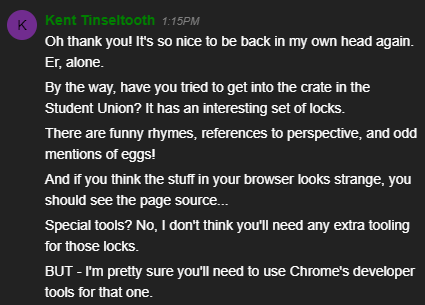 K
Kent Tinseltooth 1:15PM
Oh thank you! It's so nice to be back in my own head again.
Er, alone.
By the way, have you tried to get into the crate in the
Student Union? It has an interesting set of locks.
There are funny rhymes, references to perspective, and odd
mentions of eggs!
And if you think the stuff in your browser looks strange, you
should see the page source...
Special tools? No, I don't think you'll need any extra tooling
for those locks.
BUT - I'm pretty sure you'll need to use Chrome's developer
tools for that one.